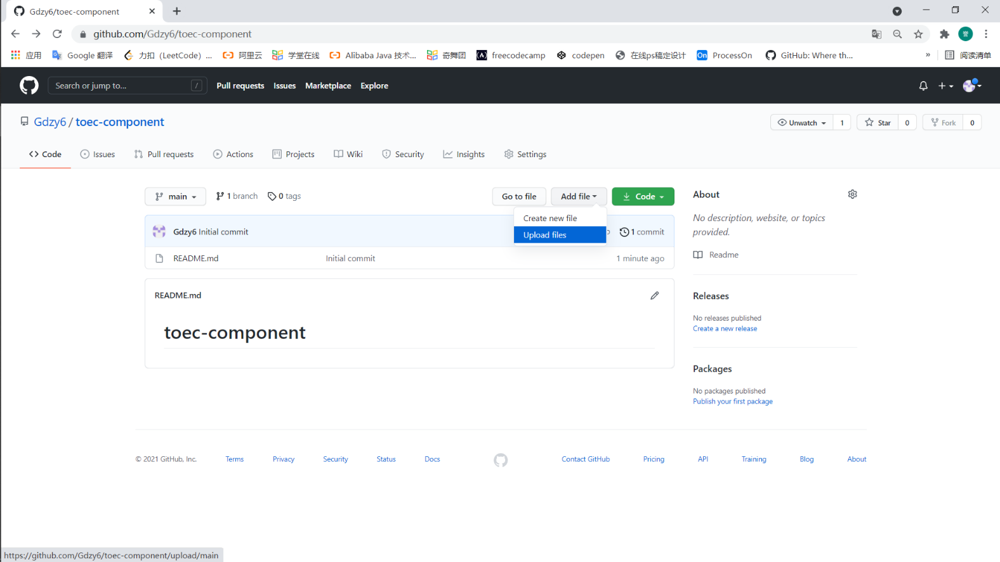 Gdzy6/toec-component
github.com/Gdzy6/toec-component
应用 Google 翻译 力扣（LeetCode）... 阿里云 学堂在线 Alibaba Java 技术... 奇舞团 freecodecamp codepen 在线ps稿定设计 On ProcessOn GitHub: Where th... » 阅读清单
Search or jump to... / Pull requests Issues Marketplace Explore
Gdzy6 / toec-component Unwatch 1 Star 0 Fork 0
Code Issues Pull requests Actions Projects Wiki Security Insights Settings
main 1 branch 0 tags Go to file Add file Code
Create new file
Upload files
Gdzy6 Initial commit 1 commit
README.md Initial commit 1 minute ago
README.md
toec-component
About
No description, website, or topics
provided.
Readme
Releases
No releases published
Create a new release
Packages
No packages published
Publish your first package
© 2021 GitHub, Inc. Terms Privacy Security Status Docs Contact GitHub Pricing API Training Blog About
https://github.com/Gdzy6/toec-component/upload/main